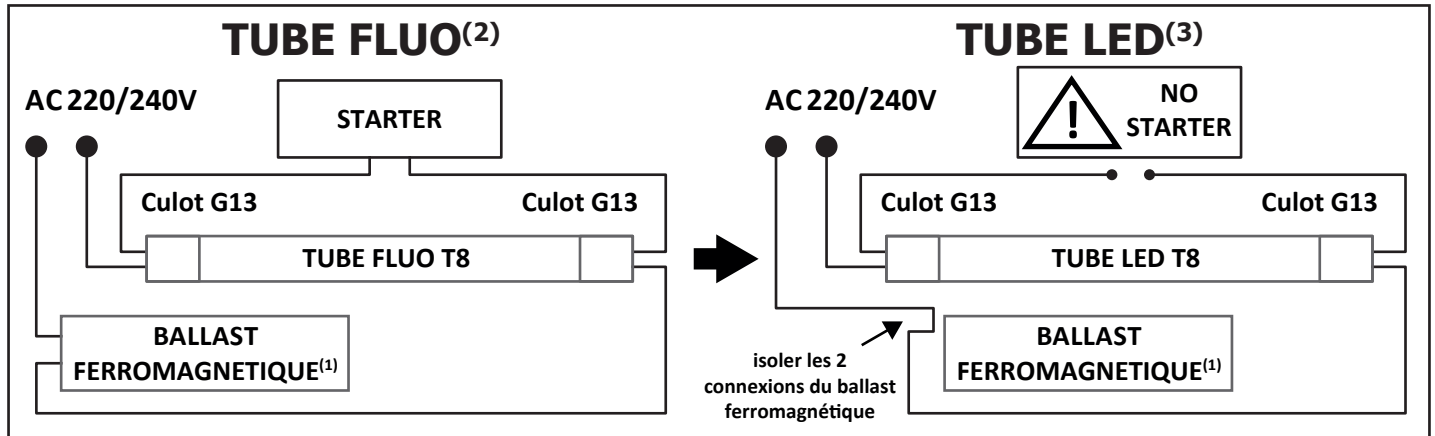 TUBE FLUO(2)
AC 220/240V
STARTER
Culot G13
Culot G13
TUBE FLUO T8
BALLAST
FERROMAGNETIQUE(1)
TUBE LED(3)
AC 220/240V
!
NO
STARTER
Culot G13
Culot G13
TUBE LED T8
isoler les 2
connexions du ballast
ferromagnétique
BALLAST
FERROMAGNETIQUE(1)